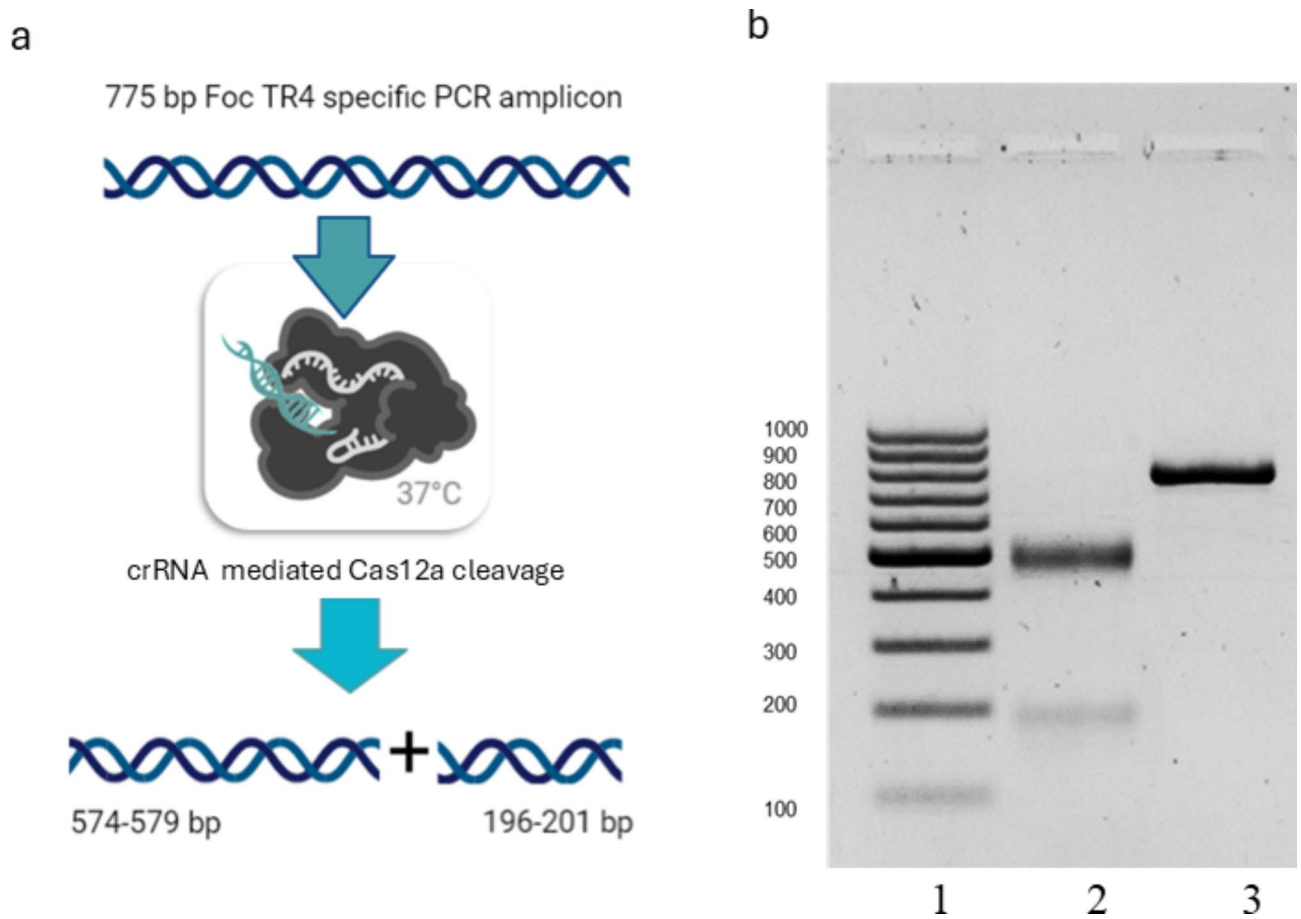 a
775 bp Foc TR4 specific PCR amplicon
37°C
crRNA mediated Cas12a cleavage
+
574-579 bp
196-201 bp
b
1000
900
800
700
600
500
400
300
200
100
1 2 3